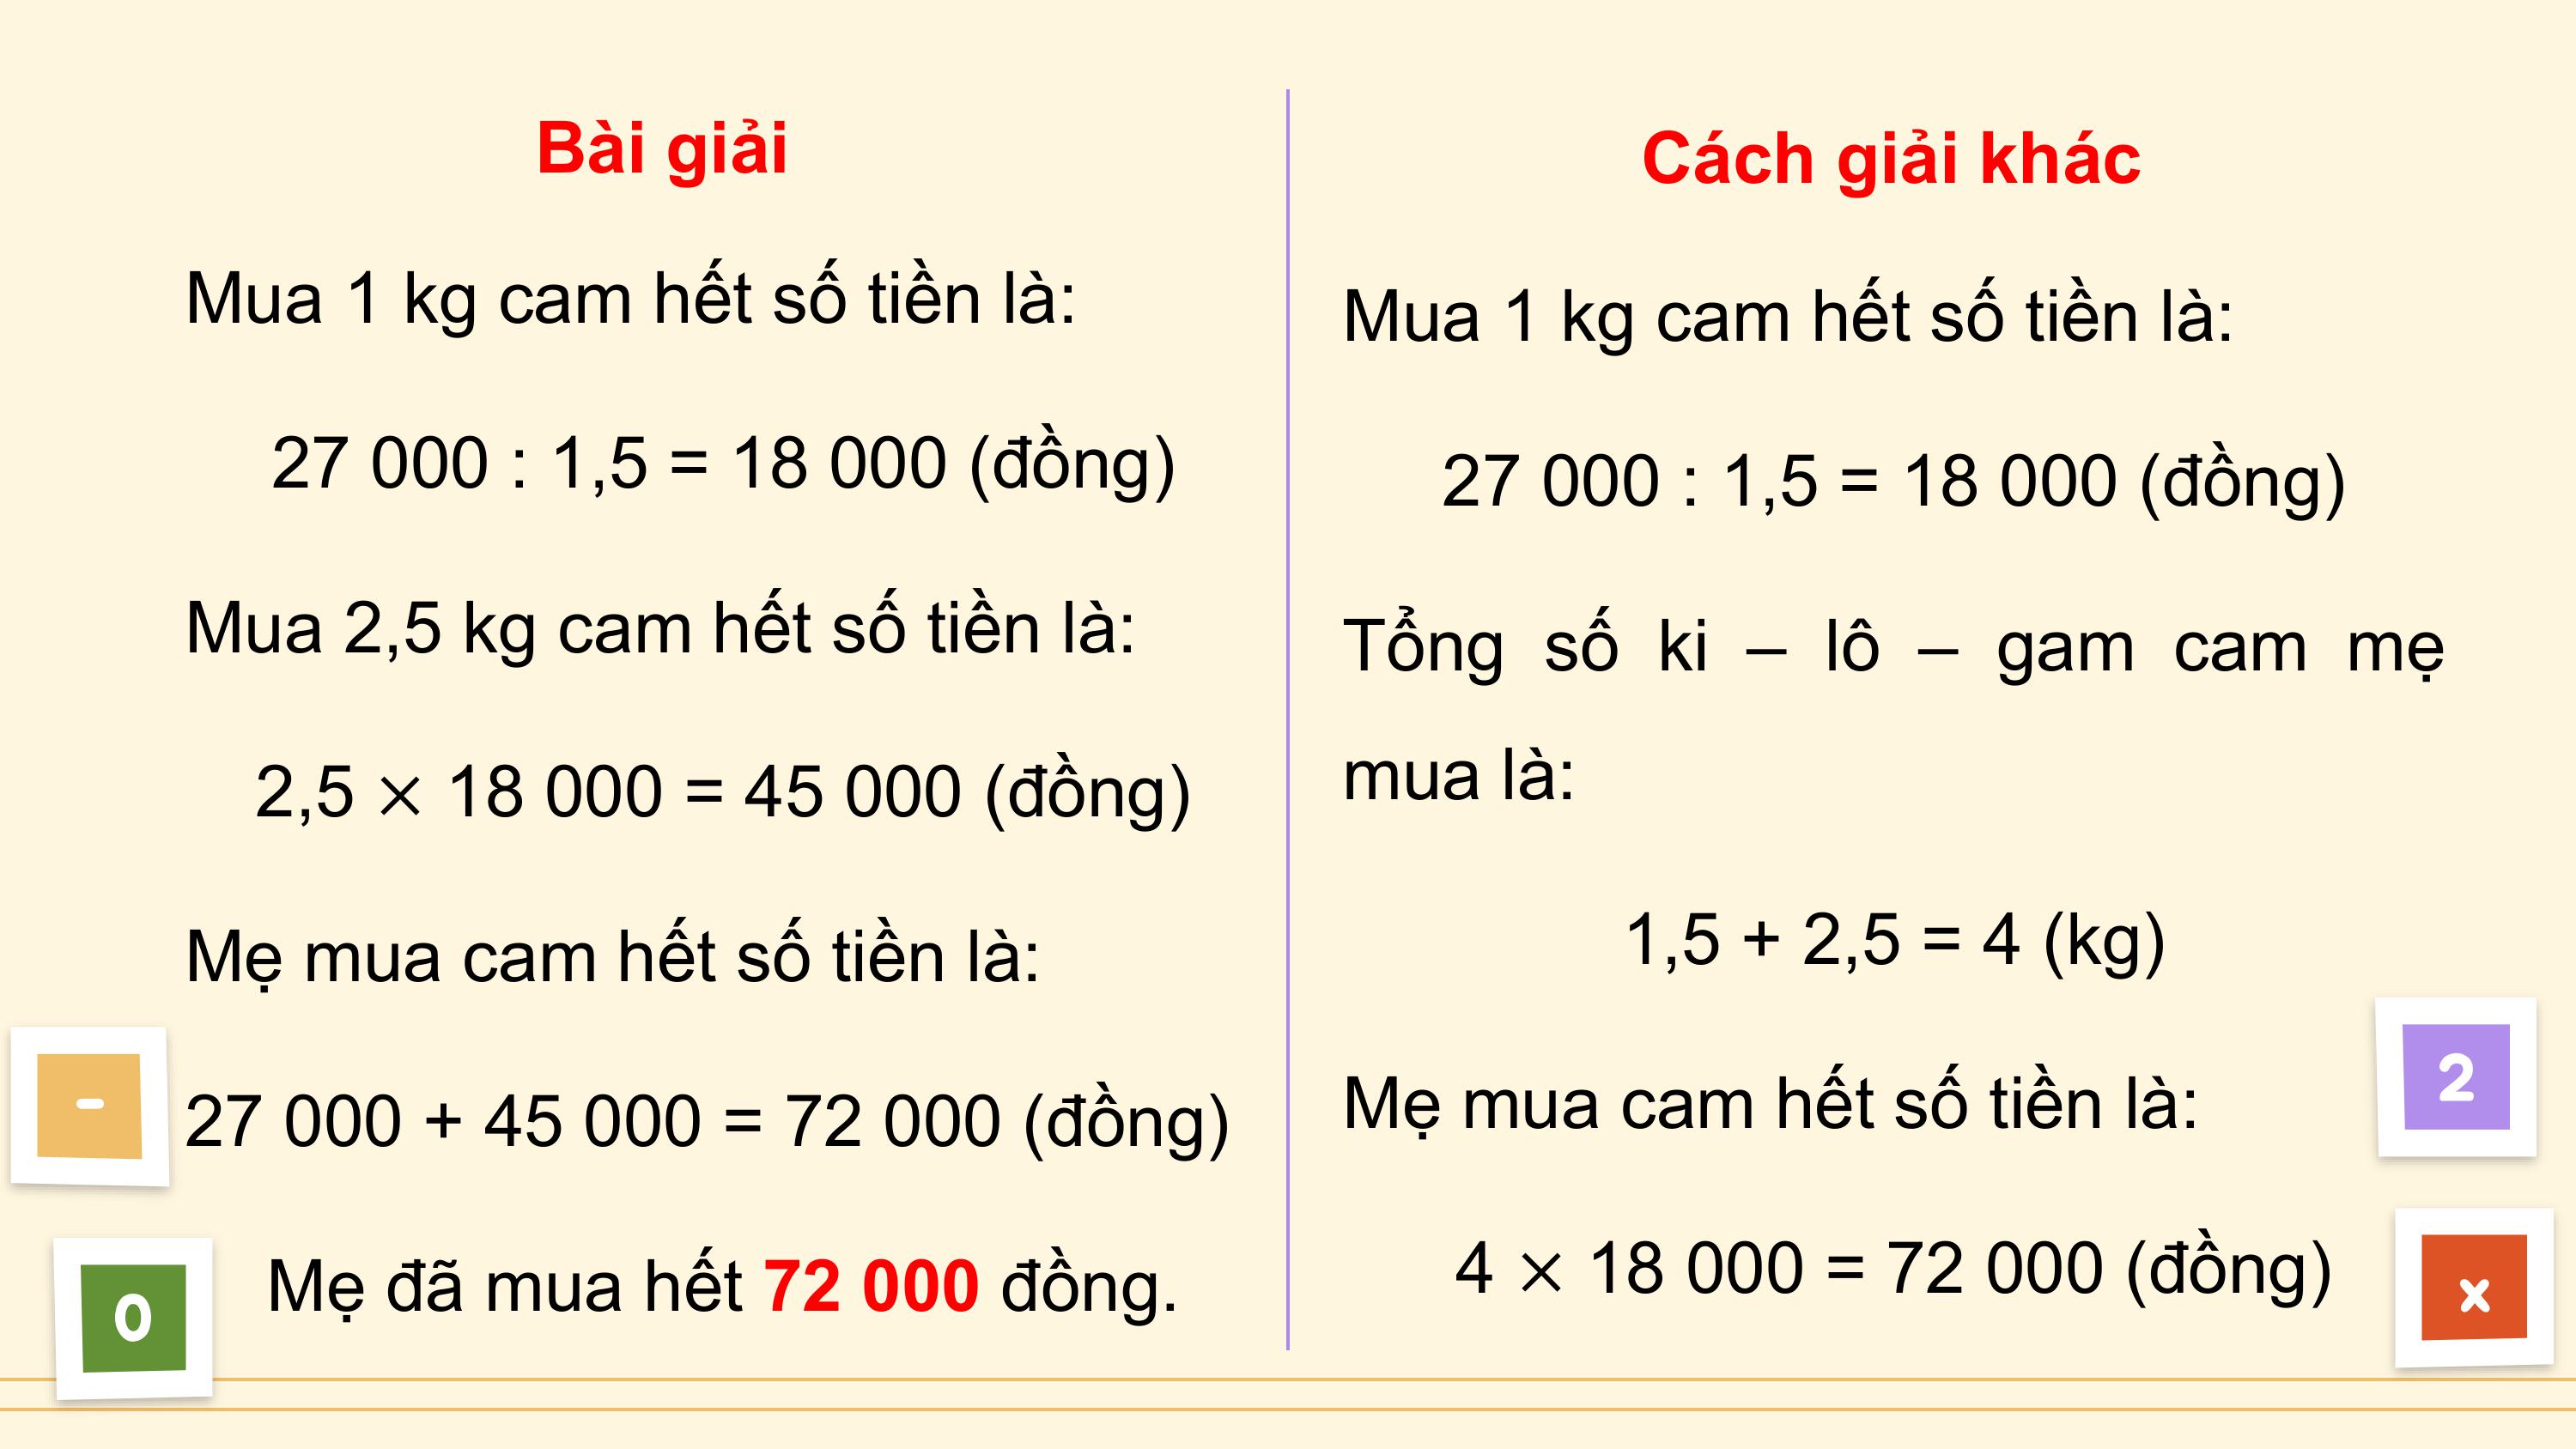 Bài giải
Mua 1 kg cam hết số tiền là:
27 000 : 1,5 = 18 000 (đồng)
Mua 2,5 kg cam hết số tiền là:
2,5 × 18 000 = 45 000 (đồng)
Mẹ mua cam hết số tiền là:
27 000 + 45 000 = 72 000 (đồng)
Mẹ đã mua hết 72 000 đồng.
Cách giải khác
Mua 1 kg cam hết số tiền là:
27 000 : 1,5 = 18 000 (đồng)
Tổng số ki – lô – gam cam mẹ
mua là:
1,5 + 2,5 = 4 (kg)
Mẹ mua cam hết số tiền là:
4 × 18 000 = 72 000 (đồng)
-
0
2
x